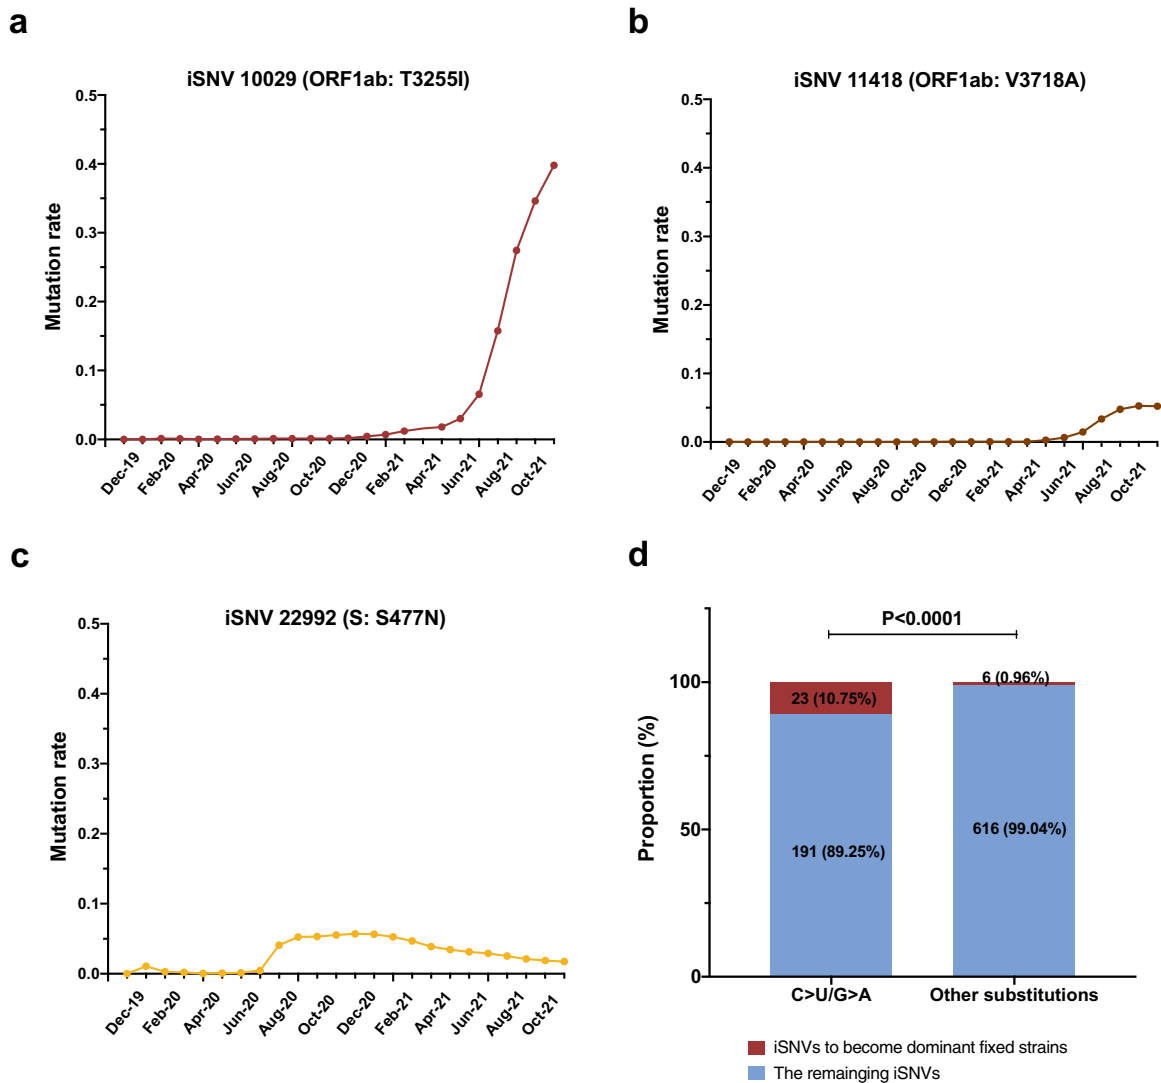 a
iSNV 10029 (ORF1ab: T3255I)
Mutation rate
0.5
0.4
0.3
0.2
0.1
0.0
Dec-19 Feb-20 Apr-20 Jun-20 Aug-20 Oct-20 Dec-20 Feb-21 Apr-21 Jun-21 Aug-21 Oct-21
b
iSNV 11418 (ORF1ab: V3718A)
Mutation rate
0.5
0.4
0.3
0.2
0.1
0.0
Dec-19 Feb-20 Apr-20 Jun-20 Aug-20 Oct-20 Dec-20 Feb-21 Apr-21 Jun-21 Aug-21 Oct-21
c
iSNV 22992 (S: S477N)
Mutation rate
0.5
0.4
0.3
0.2
0.1
0.0
Dec-19 Feb-20 Apr-20 Jun-20 Aug-20 Oct-20 Dec-20 Feb-21 Apr-21 Jun-21 Aug-21 Oct-21
d
P<0.0001
Proportion (%)
100
50
0
23 (10.75%)
6 (0.96%)
191 (89.25%)
616 (99.04%)
C>U/G>A Other substitutions
iSNVs to become dominant fixed strains
The remainging iSNVs